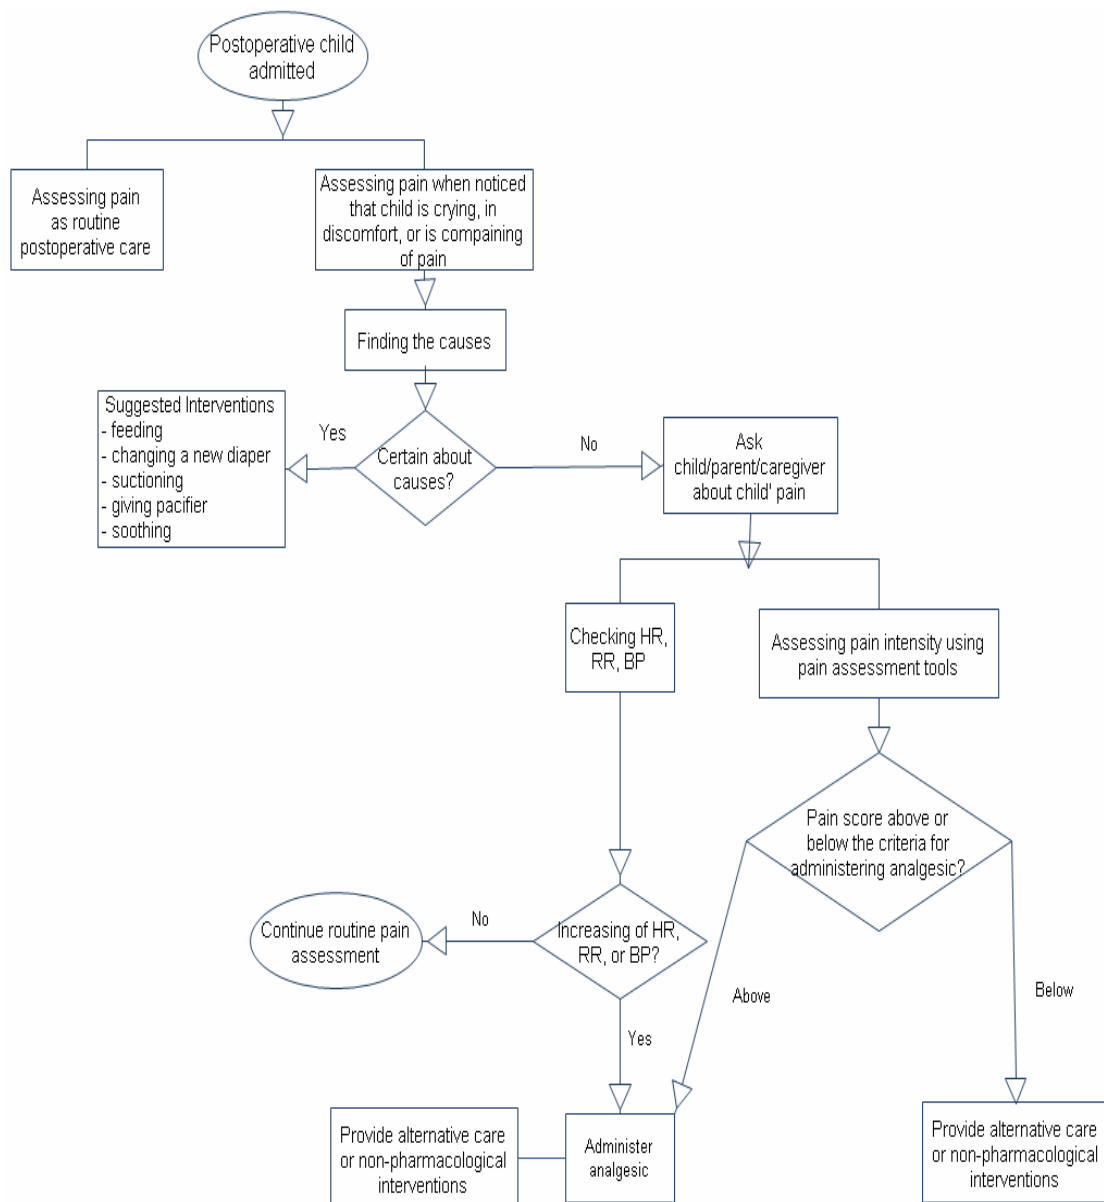 Postoperative child
admitted
Assessing pain
as routine
postoperative care
Assessing pain when noticed
that child is crying, in
discomfort, or is compaining
of pain
Finding the causes
Suggested Interventions
- feeding
- changing a new diaper
- suctioning
- giving pacifier
- soothing
Yes
Certain about
causes?
No
Ask
child/parent/caregiver
about child' pain
Checking HR,
RR, BP
Assessing pain intensity using
pain assessment tools
Pain score above or
below the criteria for
administering analgesic?
Continue routine pain
assessment
No
Increasing of HR,
RR, or BP?
Above
Below
Yes
Provide alternative care
or non-pharmacological
interventions
Administer
analgesic
Provide alternative care
or non-pharmacological
interventions